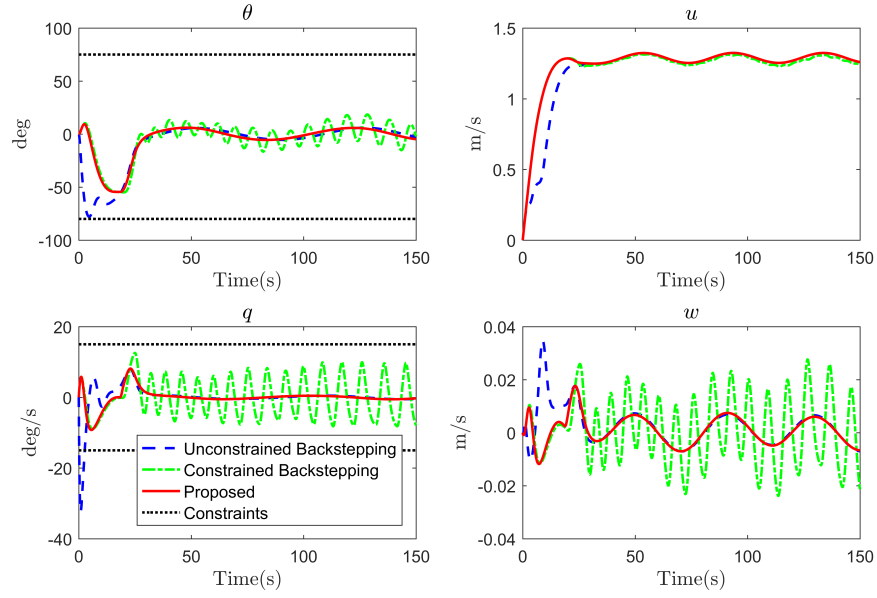 θ
100
50
0
-50
-100
deg
0
50
100
150
Time(s)
u
1.5
1
0.5
0
m/s
0
50
100
150
Time(s)
q
20
0
-20
-40
deg/s
0
50
100
150
Time(s)
Unconstrained Backstepping
Constrained Backstepping
Proposed
Constraints
w
0.04
0.02
0
-0.02
-0.04
m/s
0
50
100
150
Time(s)